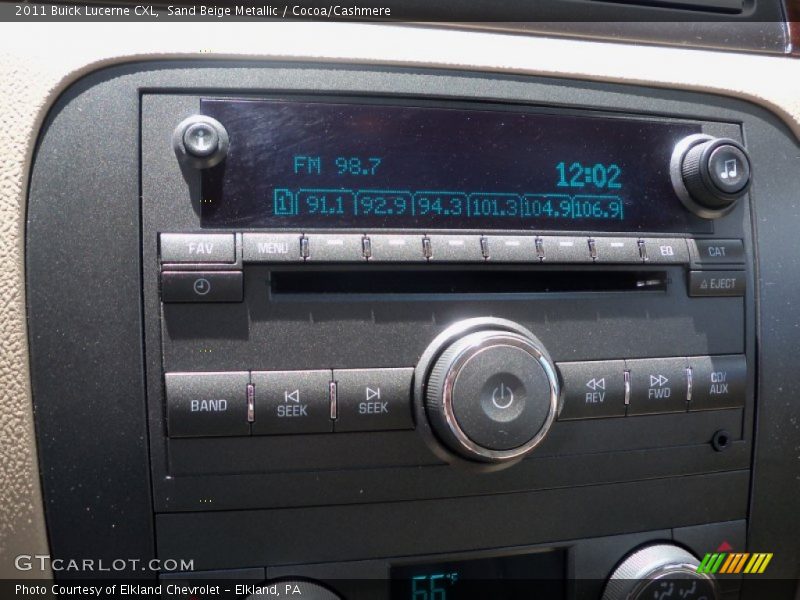 2011 Buick Lucerne CXL, Sand Beige Metallic / Cocoa/Cashmere
FM 98.7
12:02
1 91.1 92.9 94.3 101.3 104.9 106.9
FAV MENU EQ CAT
EJECT
BAND SEEK SEEK REV FWD CD/AUX
66°F
GTCARLOT.COM
Photo Courtesy of Elkland Chevrolet - Elkland, PA